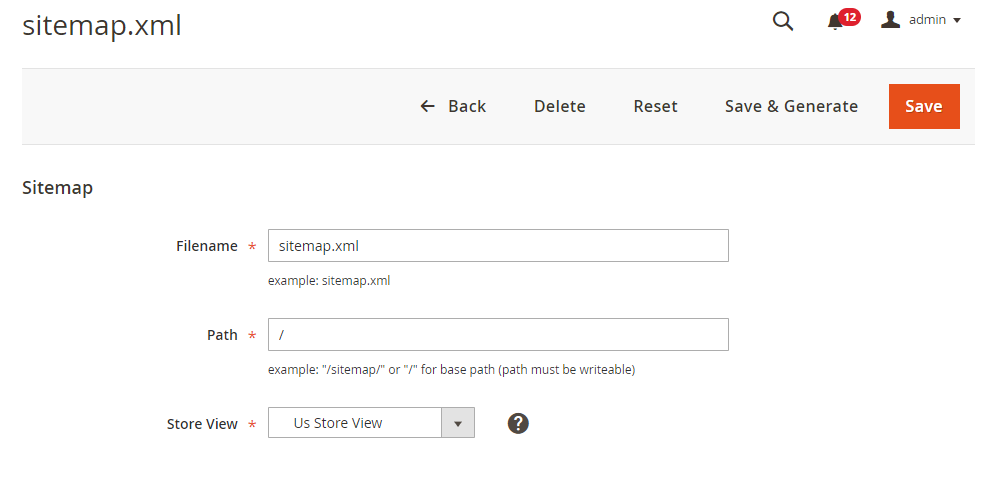 sitemap.xml
12
admin
Back
Delete
Reset
Save & Generate
Save
Sitemap
Filename *
sitemap.xml
example: sitemap.xml
Path *
/
example: "/sitemap/" or "/" for base path (path must be writeable)
Store View *
Us Store View
?